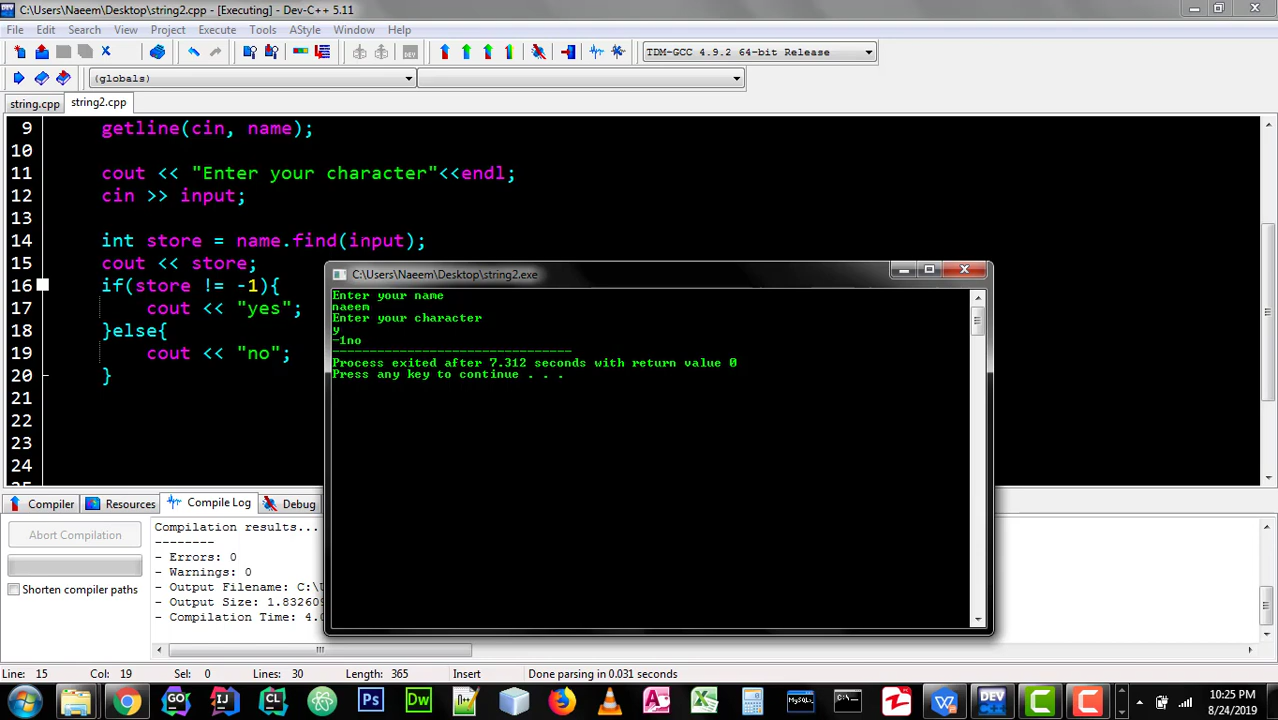 C:\Users\Naeem\Desktop\string2.cpp - [Executing] - Dev-C++ 5.11
File Edit Search View Project Execute Tools AStyle Window Help
TDM-GCC 4.9.2 64-bit Release
(globals)
string.cpp string2.cpp
9 getline(cin, name);
10
11 cout << "Enter your character"<<endl;
12 cin >> input;
13
14 int store = name.find(input);
15 cout << store;
16 if(store != -1){
17 cout << "yes";
18 }else{
19 cout << "no";
20 }
21
22
23
24
C:\Users\Naeem\Desktop\string2.exe
Enter your name
naeem
Enter your character
y
-1no
--------------------------------
Process exited after 7.312 seconds with return value 0
Press any key to continue . . .
Compiler Resources Compile Log Debug
Abort Compilation
Shorten compiler paths
Compilation results...
--------
- Errors: 0
- Warnings: 0
- Output Filename: C:\
- Output Size: 1.83260
- Compilation Time: 4.
Line: 15 Col: 19 Sel: 0 Lines: 30 Length: 365 Done parsing in 0.031 seconds
GO IJ CL Ps Dw N++ MySQL C:\ DEV C C
10:25 PM
8/24/2019